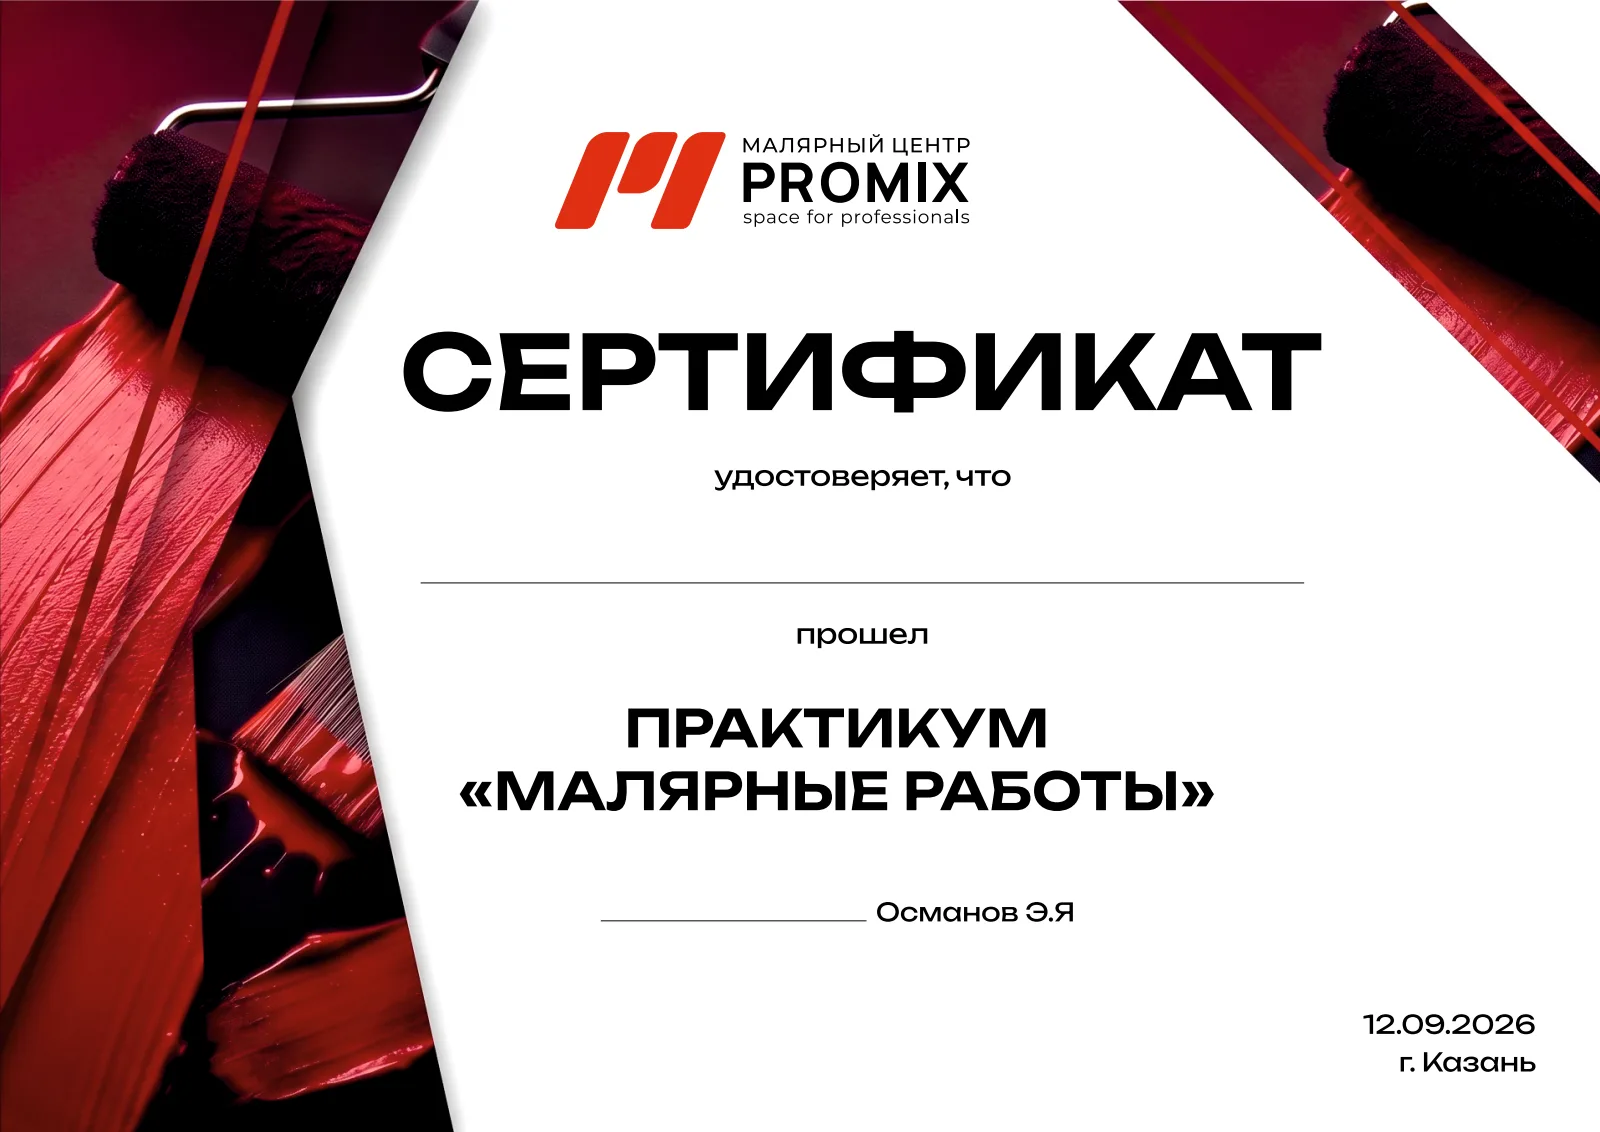 МАЛЯРНЫЙ ЦЕНТР
PROMIX
space for professionals
СЕРТИФИКАТ
удостоверяет, что
прошел
ПРАКТИКУМ
«МАЛЯРНЫЕ РАБОТЫ»
Османов Э.Я
12.09.2026
г. Казань